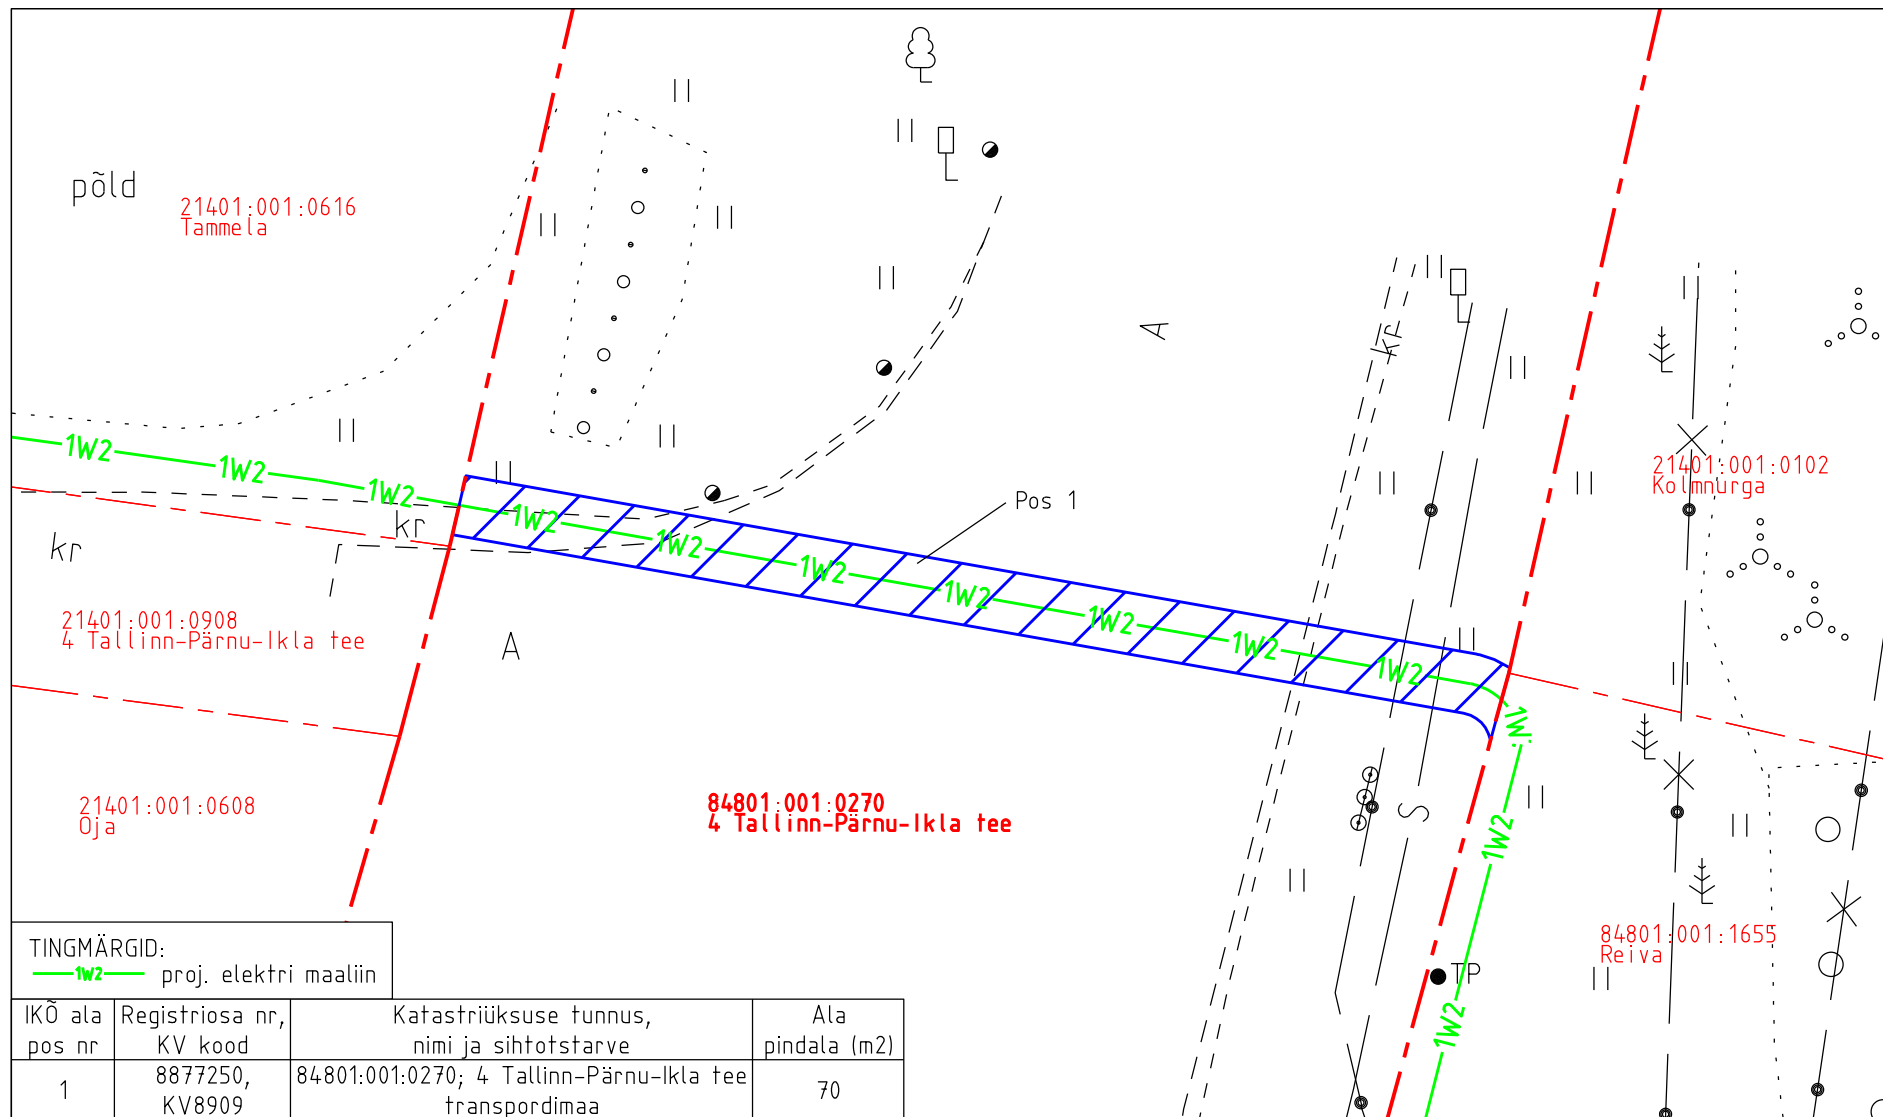 põld
21401:001:0616
Tammela
A
kr
1W2
1W2
1W2
21401:001:0102
Kolmnurga
Pos 1
kr
kr
1W2
1W2
1W2
1W2
1W2
1W2
1W2
21401:001:0908
4 Tallinn-Pärnu-Ikla tee
A
1W2
21401:001:0608
Oja
84801:001:0270
4 Tallinn-Pärnu-Ikla tee
S
1W2
84801:001:1655
Reiva
TP
1W2
TINGMÄRGID:
1W2 proj. elektri maaliin
IKÕ ala
pos nr
Registriosa nr,
KV kood
Katastriüksuse tunnus,
nimi ja sihtotstarve
Ala
pindala (m2)
1
8877250,
KV8909
84801:001:0270; 4 Tallinn-Pärnu-Ikla tee
transpordimaa
70